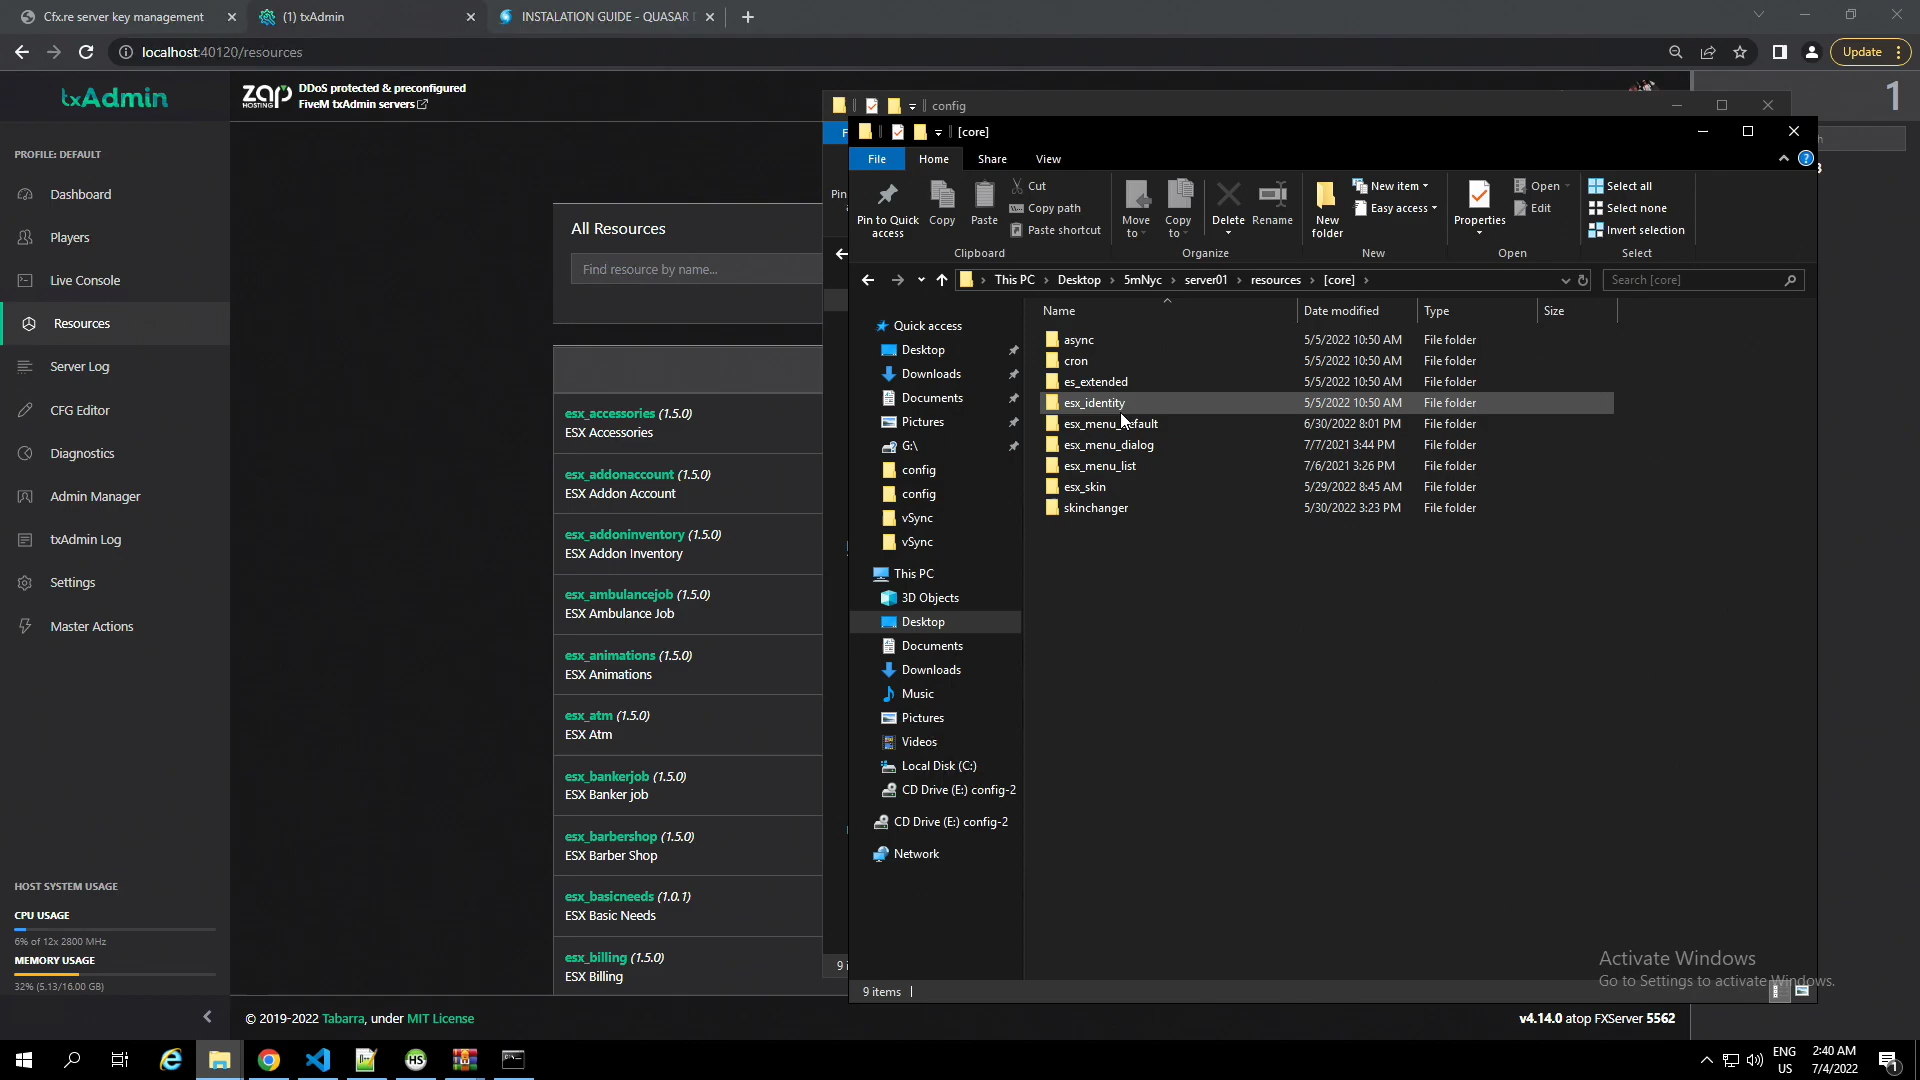 Cfx.re server key management
(1) txAdmin
INSTALATION GUIDE - QUASAR
localhost:40120/resources
Update
txAdmin
ZAP HOSTING
DDoS protected & preconfigured
FiveM txAdmin servers
1
PROFILE: DEFAULT
Dashboard
Players
Live Console
Resources
Server Log
CFG Editor
Diagnostics
Admin Manager
txAdmin Log
Settings
Master Actions
HOST SYSTEM USAGE
CPU USAGE
6% of 12x 2800 MHz
MEMORY USAGE
32% (5.13/16.00 GB)
All Resources
Find resource by name...
esx_accessories (1.5.0)
ESX Accessories
esx_addonaccount (1.5.0)
ESX Addon Account
esx_addoninventory (1.5.0)
ESX Addon Inventory
esx_ambulancejob (1.5.0)
ESX Ambulance Job
esx_animations (1.5.0)
ESX Animations
esx_atm (1.5.0)
ESX Atm
esx_bankerjob (1.5.0)
ESX Banker job
esx_barbershop (1.5.0)
ESX Barber Shop
esx_basicneeds (1.0.1)
ESX Basic Needs
esx_billing (1.5.0)
ESX Billing
© 2019-2022 Tabarra, under MIT License
v4.14.0 atop FXServer 5562
config
F
Pin
9 i
[core]
File
Home
Share
View
Pin to Quick access
Copy
Paste
Cut
Copy path
Paste shortcut
Clipboard
Move to
Copy to
Delete
Rename
Organize
New folder
New item
Easy access
New
Properties
Open
Edit
Open
Select all
Select none
Invert selection
Select
This PC
Desktop
5mNyc
server01
resources
[core]
Search [core]
Quick access
Desktop
Downloads
Documents
Pictures
G:\
config
config
vSync
vSync
This PC
3D Objects
Desktop
Documents
Downloads
Music
Pictures
Videos
Local Disk (C:)
CD Drive (E:) config-2
CD Drive (E:) config-2
Network
Name Date modified Type Size
async 5/5/2022 10:50 AM File folder
cron 5/5/2022 10:50 AM File folder
es_extended 5/5/2022 10:50 AM File folder
esx_identity 5/5/2022 10:50 AM File folder
esx_menu_default 6/30/2022 8:01 PM File folder
esx_menu_dialog 7/7/2021 3:44 PM File folder
esx_menu_list 7/6/2021 3:26 PM File folder
esx_skin 5/29/2022 8:45 AM File folder
skinchanger 5/30/2022 3:23 PM File folder
9 items
Activate Windows
Go to Settings to activate Windows.
HS
ENG
US
2:40 AM
7/4/2022
1